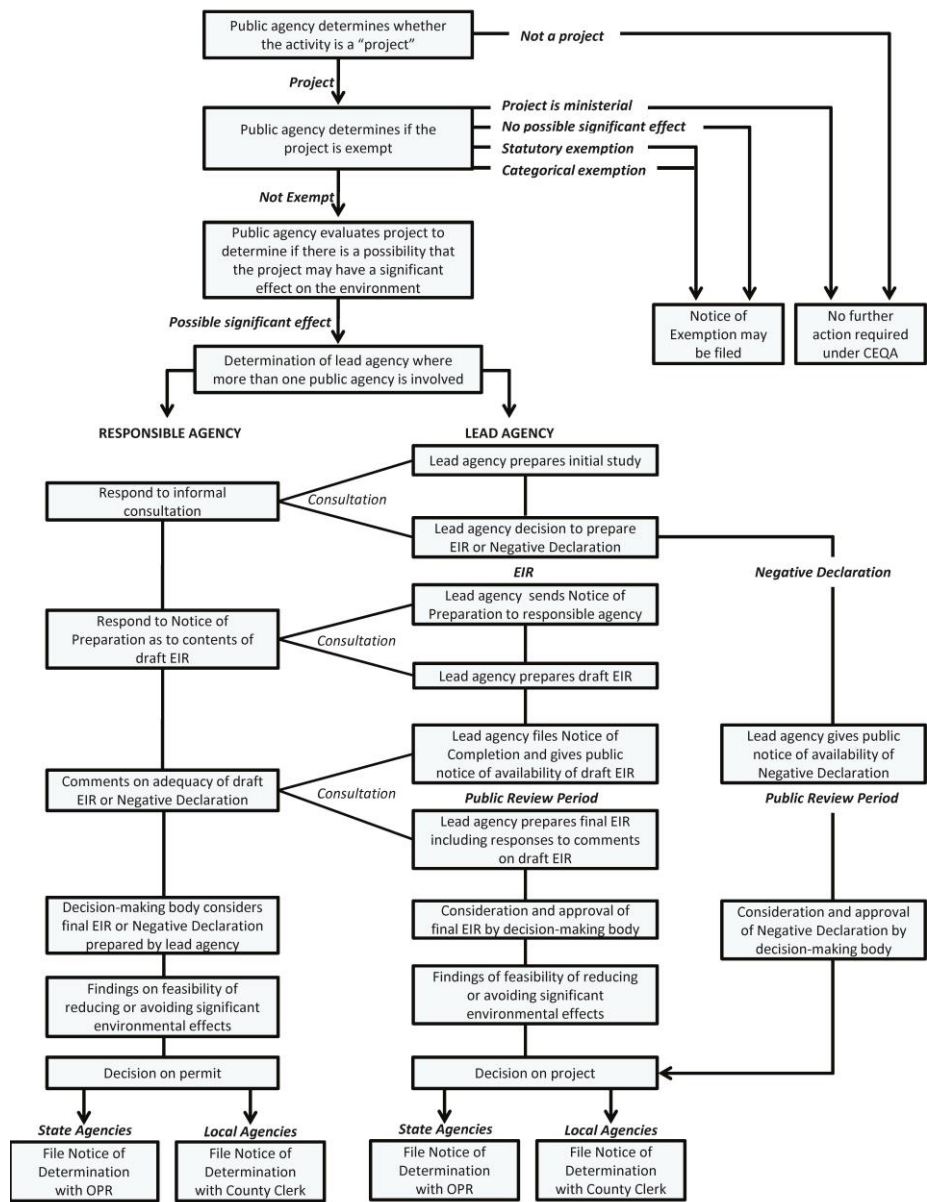 Public agency determines whether
the activity is a “project”
Not a project
Project
Public agency determines if the
project is exempt
Project is ministerial
No possible significant effect
Statutory exemption
Categorical exemption
Not Exempt
Public agency evaluates project to
determine if there is a possibility that
the project may have a significant
effect on the environment
Notice of
Exemption may
be filed
No further
action required
under CEQA
Possible significant effect
Determination of lead agency where
more than one public agency is involved
RESPONSIBLE AGENCY
LEAD AGENCY
Lead agency prepares initial study
Respond to informal
consultation
Consultation
Lead agency decision to prepare
EIR or Negative Declaration
EIR
Negative Declaration
Lead agency sends Notice of
Preparation to responsible agency
Respond to Notice of
Preparation as to contents of
draft EIR
Consultation
Lead agency prepares draft EIR
Lead agency files Notice of
Completion and gives public
notice of availability of draft EIR
Lead agency gives public
notice of availability of
Negative Declaration
Comments on adequacy of draft
EIR or Negative Declaration
Consultation
Public Review Period
Public Review Period
Lead agency prepares final EIR
including responses to comments
on draft EIR
Decision-making body considers
final EIR or Negative Declaration
prepared by lead agency
Consideration and approval of
final EIR by decision-making body
Consideration and approval
of Negative Declaration by
decision-making body
Findings on feasibility of
reducing or avoiding significant
environmental effects
Findings of feasibility of reducing
or avoiding significant
environmental effects
Decision on permit
Decision on project
State Agencies
Local Agencies
State Agencies
Local Agencies
File Notice of
Determination
with OPR
File Notice of
Determination
with County Clerk
File Notice of
Determination
with OPR
File Notice of
Determination
with County Clerk